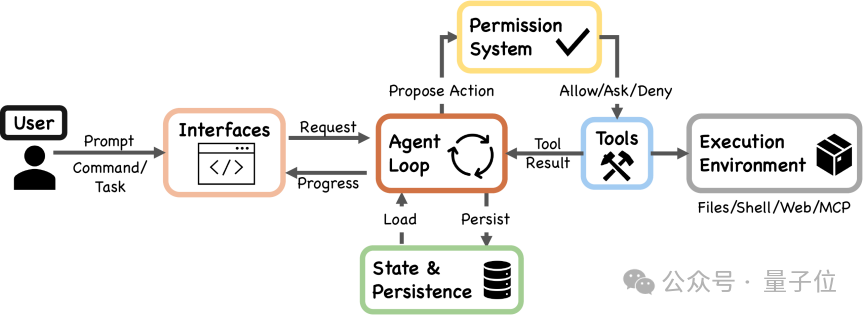 Permission
System
Propose Action
Allow/Ask/Deny
User
Prompt
Command/
Task
Interfaces
</>
Request
Progress
Agent
Loop
Tool
Result
Tools
Execution
Environment
Files/Shell/Web/MCP
Load
Persist
State &
Persistence
公众号 · 量子位